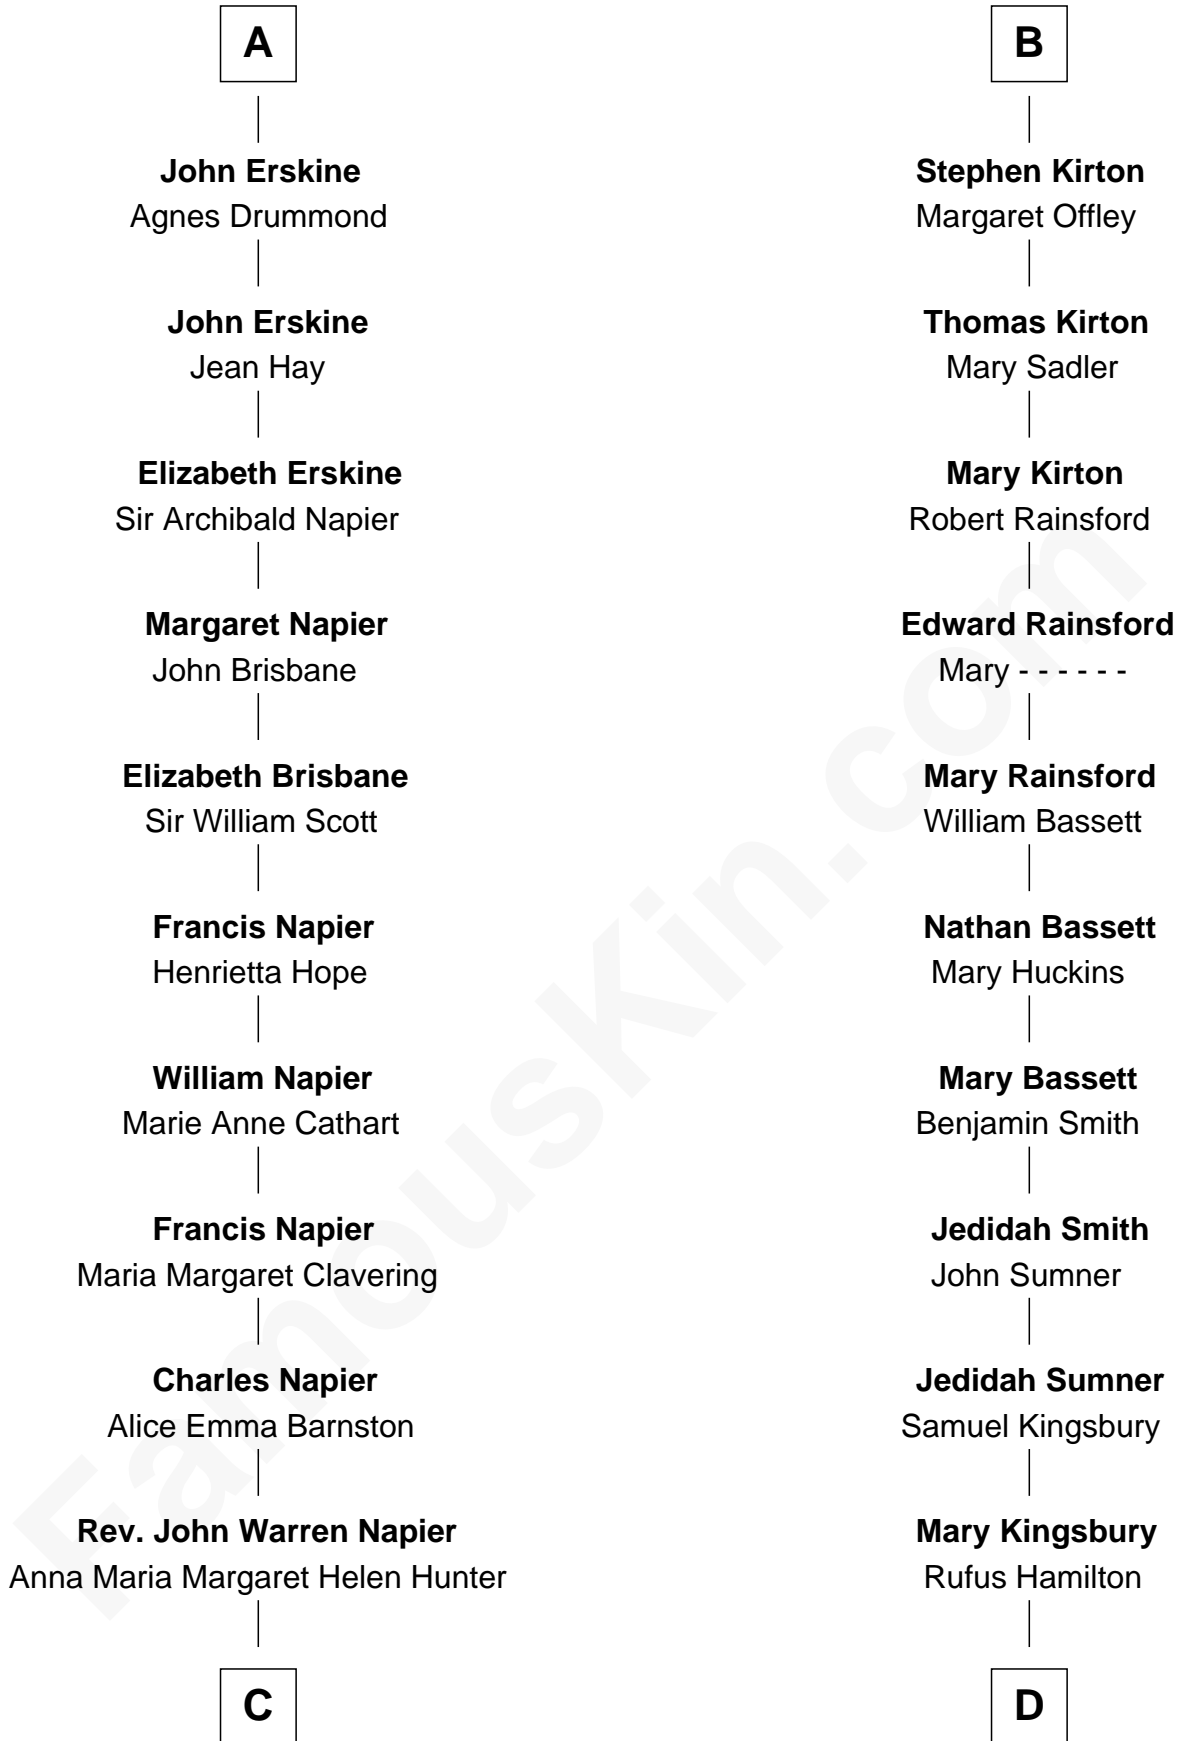 A
John Erskine
Agnes Drummond
John Erskine
Jean Hay
Elizabeth Erskine
Sir Archibald Napier
Margaret Napier
John Brisbane
Elizabeth Brisbane
Sir William Scott
Francis Napier
Henrietta Hope
William Napier
Marie Anne Cathart
Francis Napier
Maria Margaret Clavering
Charles Napier
Alice Emma Barnston
Rev. John Warren Napier
Anna Maria Margaret Helen Hunter
C
B
Stephen Kirton
Margaret Offley
Thomas Kirton
Mary Sadler
Mary Kirton
Robert Rainsford
Edward Rainsford
Mary - - - - - -
Mary Rainsford
William Bassett
Nathan Bassett
Mary Huckins
Mary Bassett
Benjamin Smith
Jedidah Smith
John Sumner
Jedidah Sumner
Samuel Kingsbury
Mary Kingsbury
Rufus Hamilton
D
FamousKin.com